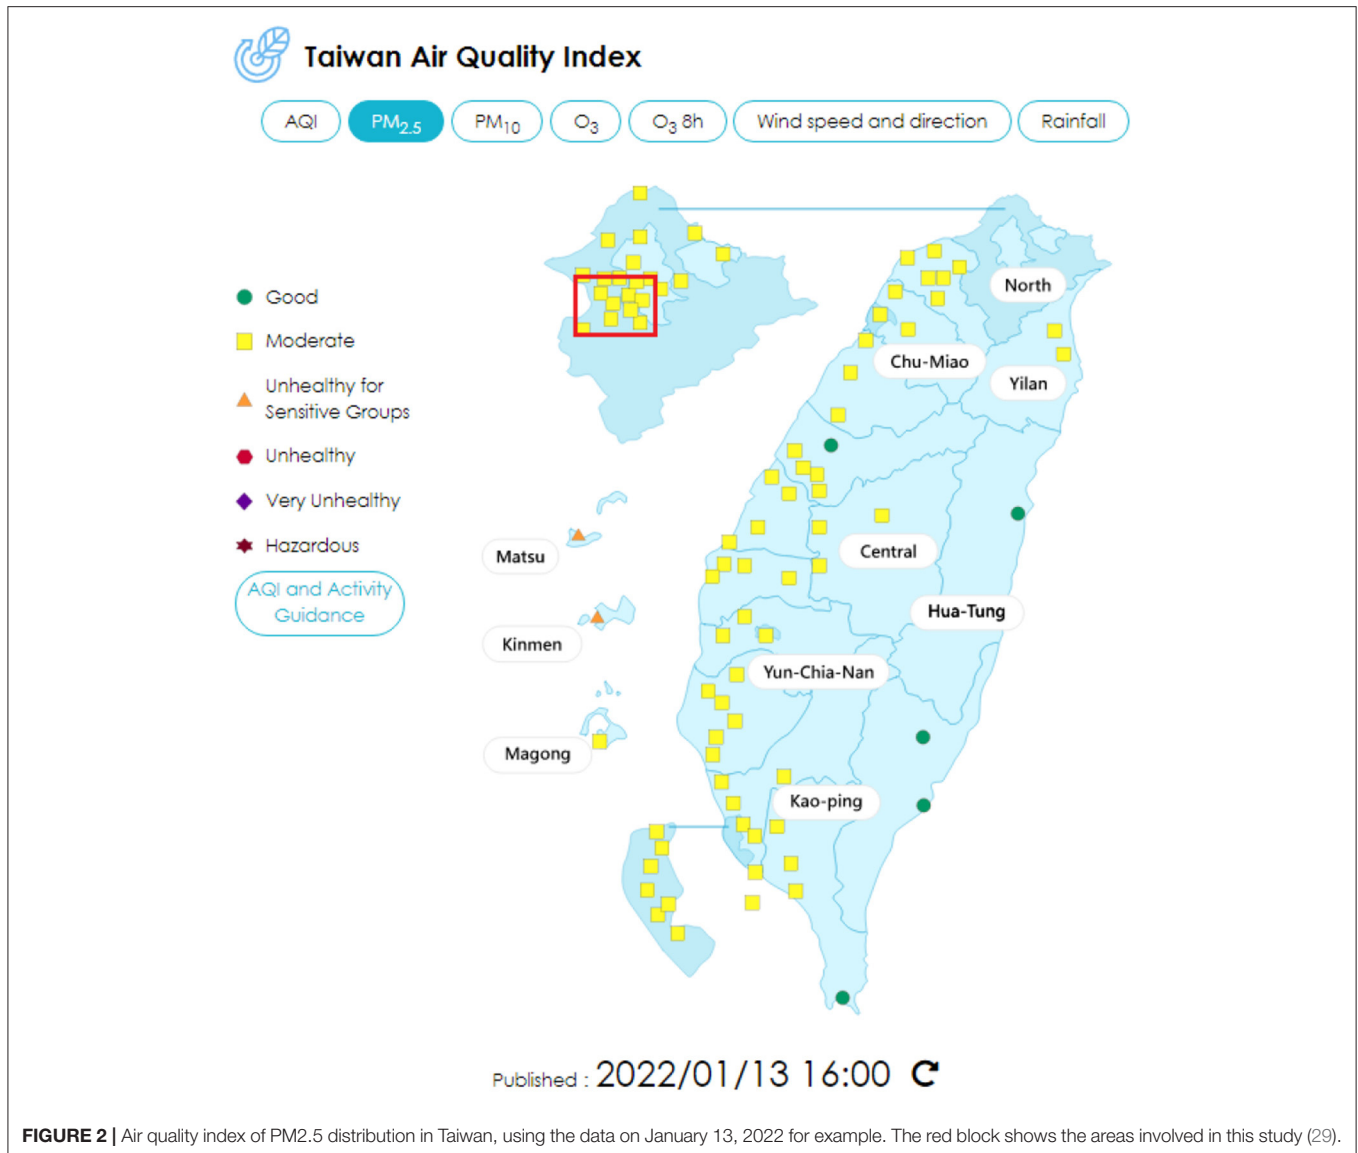 Taiwan Air Quality Index
AQI
PM2.5
PM10
O3
O3 8h
Wind speed and direction
Rainfall
Good
Moderate
Unhealthy for
Sensitive Groups
Unhealthy
Very Unhealthy
Hazardous
AQI and Activity
Guidance
North
Chu-Miao
Yilan
Matsu
Central
Hua-Tung
Kinmen
Yun-Chia-Nan
Magong
Kao-ping
Published : 2022/01/13 16:00
FIGURE 2 | Air quality index of PM2.5 distribution in Taiwan, using the data on January 13, 2022 for example. The red block shows the areas involved in this study (29).